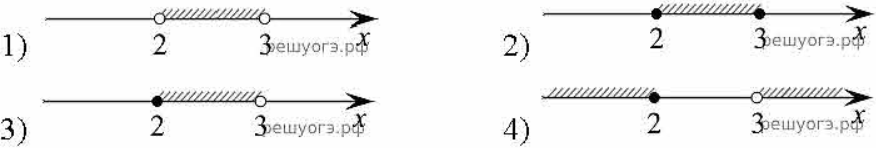 1) 2 3 x
решуогэ.рф
2) 2 3 x
решуогэ.рф
3) 2 3 x
решуогэ.рф
4) 2 3 x
решуогэ.рф